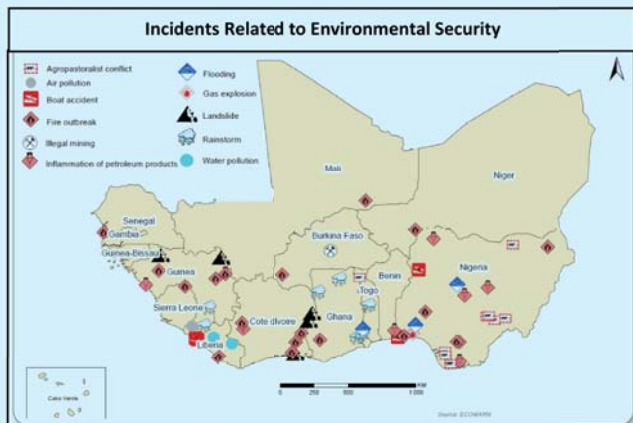 Incidents Related to Environmental Security
Agropastoralist conflict
Air pollution
Boat accident
Fire outbreak
Illegal mining
Inflammation of petroleum products
Flooding
Gas explosion
Landslide
Rainstorm
Water pollution
Mali
Niger
Senegal
Gambia
Guinea-Bissau
Guinea
Burkina Faso
Benin
Nigeria
Togo
Sierra Leone
Cote dIvoire
Ghana
Liberia
Cabo Verde
0 250 500 1 000
KM
Source: ECOWARN